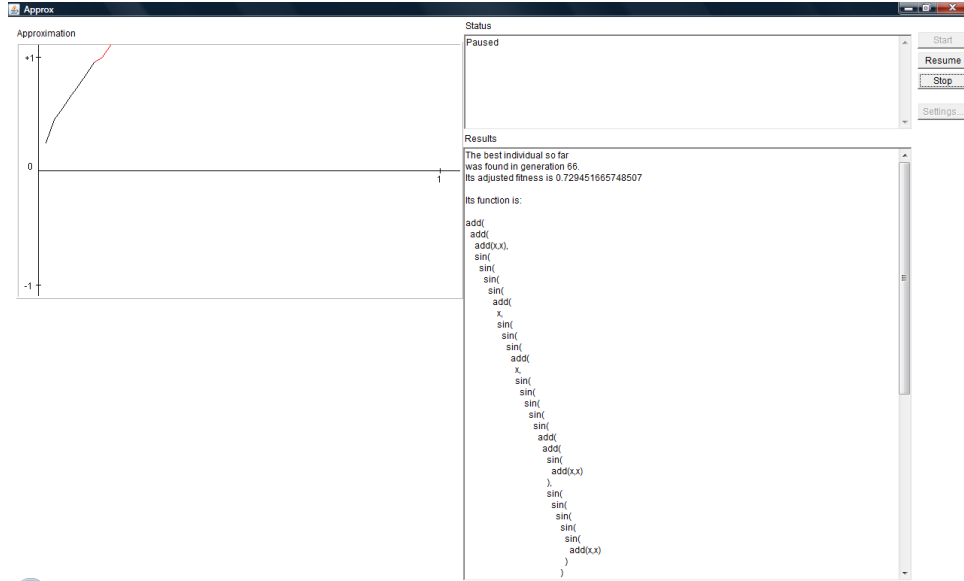 Approx
Approximation
+1
0
1
-1
Status
Paused
Start
Resume
Stop
Settings...
Results
The best individual so far
was found in generation 66.
Its adjusted fitness is 0.729451665748507
Its function is:
add(
add(
add(x,x),
sin(
sin(
sin(
sin(
add(
x,
sin(
sin(
sin(
add(
x,
sin(
sin(
sin(
sin(
sin(
add(
add(
sin(
add(x,x)
),
sin(
sin(
sin(
sin(
sin(
add(x,x)
)
)